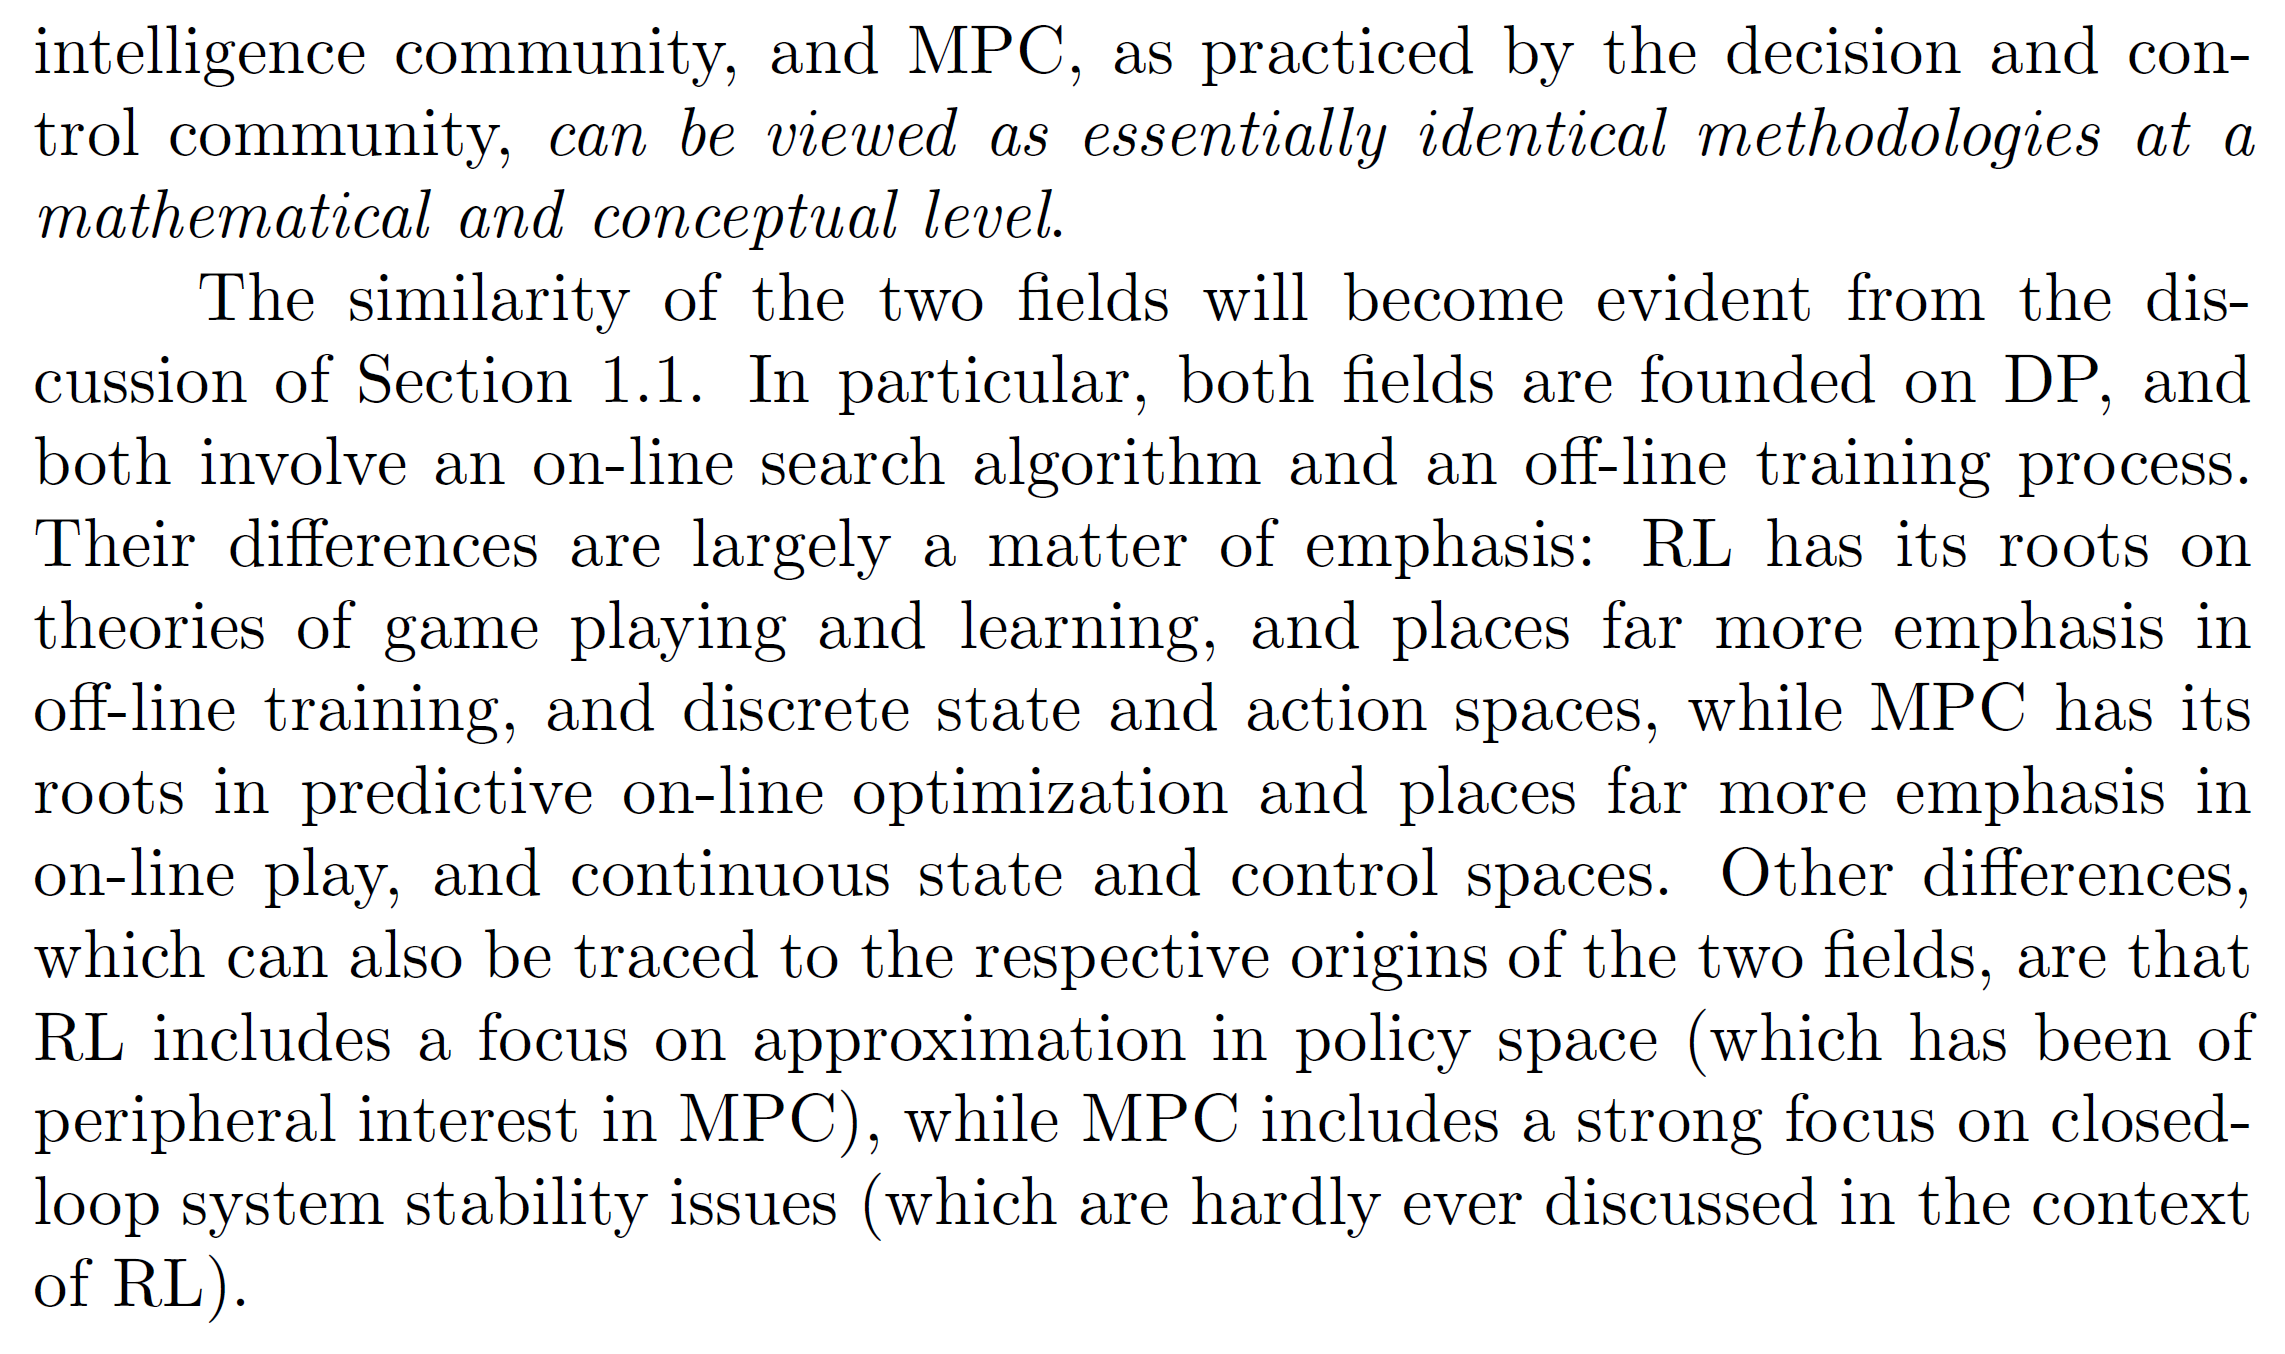 intelligence community, and MPC, as practiced by the decision and con-
trol community, can be viewed as essentially identical methodologies at a
mathematical and conceptual level.
The similarity of the two fields will become evident from the dis-
cussion of Section 1.1. In particular, both fields are founded on DP, and
both involve an on-line search algorithm and an off-line training process.
Their differences are largely a matter of emphasis: RL has its roots on
theories of game playing and learning, and places far more emphasis in
off-line training, and discrete state and action spaces, while MPC has its
roots in predictive on-line optimization and places far more emphasis in
on-line play, and continuous state and control spaces. Other differences,
which can also be traced to the respective origins of the two fields, are that
RL includes a focus on approximation in policy space (which has been of
peripheral interest in MPC), while MPC includes a strong focus on closed-
loop system stability issues (which are hardly ever discussed in the context
of RL).